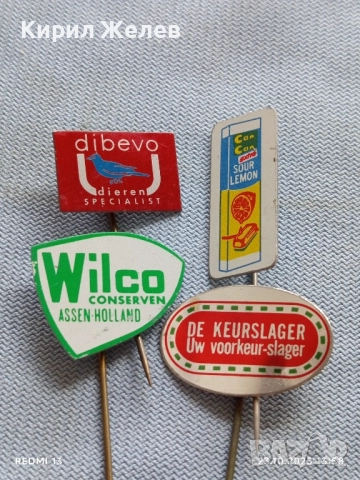 Кирил Желев
dibevo
dieren
SPECIALIST
Can
Can
SOUR
LEMON
Wilco
CONSERVEN
ASSEN-HOLLAND
DE KEURSLAGER
Uw voorkeur-slager
REDMI 13